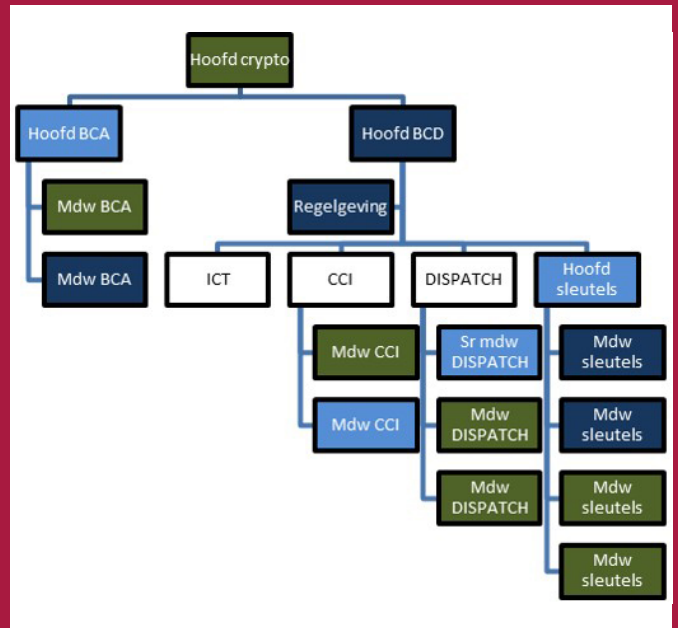 Hoofd crypto
Hoofd BCA
Hoofd BCD
Mdw BCA
Regelgeving
Mdw BCA
ICT
CCI
DISPATCH
Hoofd
sleutels
Mdw CCI
Sr mdw
DISPATCH
Mdw
sleutels
Mdw CCI
Mdw
DISPATCH
Mdw
sleutels
Mdw
DISPATCH
Mdw
sleutels
Mdw
sleutels